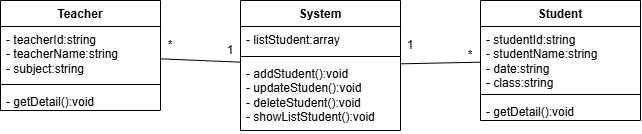 Teacher
- teacherId:string
- teacherName:string
- subject:string
- getDetail():void
*
1
System
- listStudent:array
- addStudent():void
- updateStuden():void
- deleteStudent():void
- showListStudent():void
1
*
Student
- studentId:string
- studentName:string
- date:string
- class:string
- getDetail():void